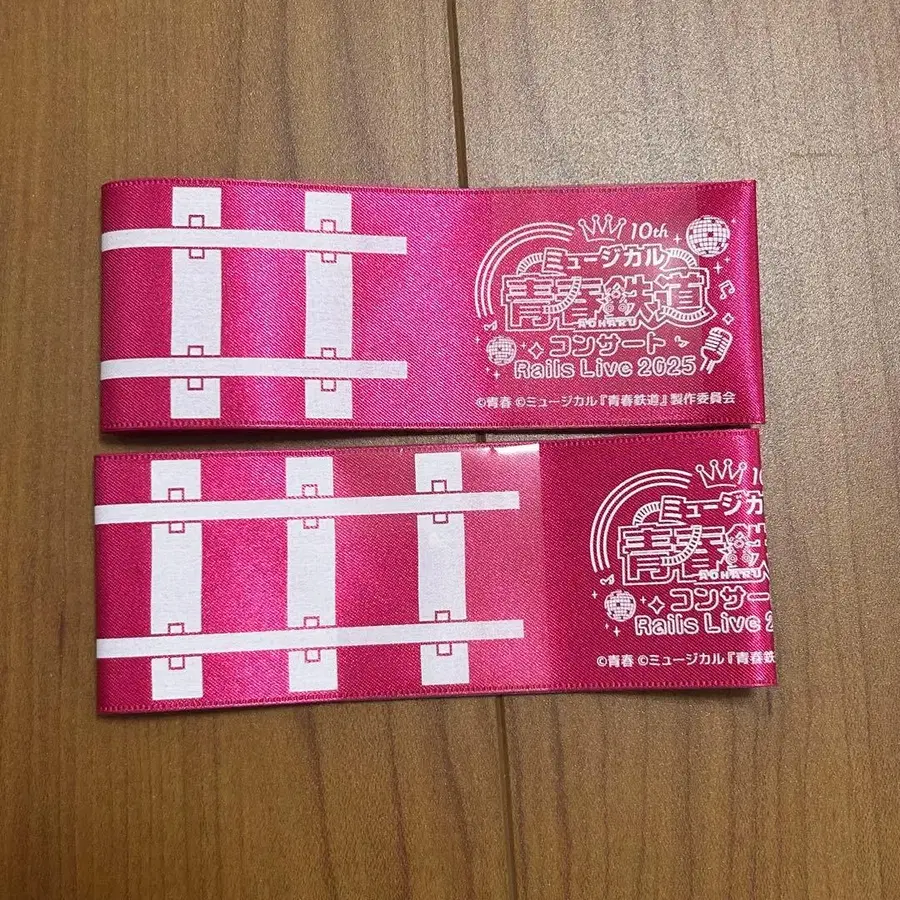 10th
ミュージカル
青春鉄道
AOHARU
コンサート
Rails Live 2025
©青春 ©ミュージカル『青春鉄道』製作委員会
10
ミュージカ
青春鉄
AOHARU
コンサー
Rails Live 2
©青春 ©ミュージカル『青春鉄